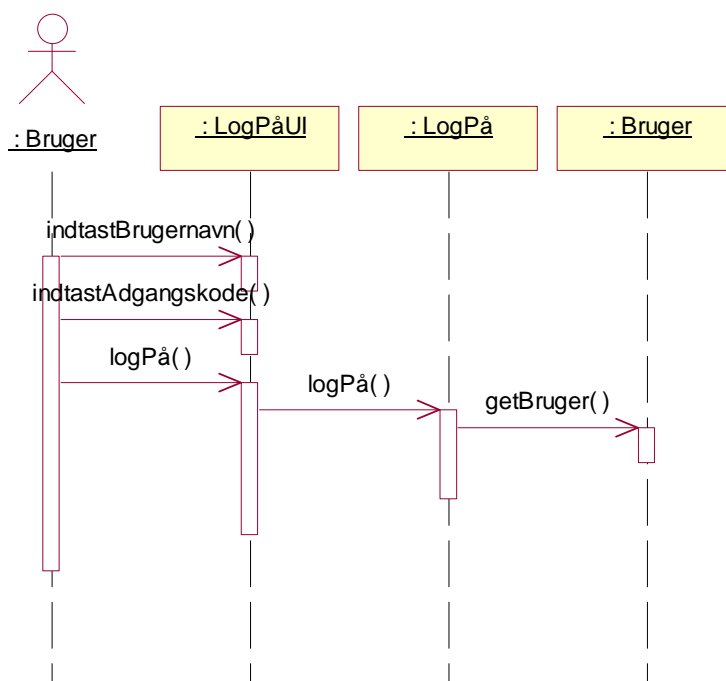 : Bruger
: LogPåUI
: LogPå
: Bruger
indtastBrugernavn( )
indtastAdgangskode( )
logPå( )
logPå( )
getBruger( )